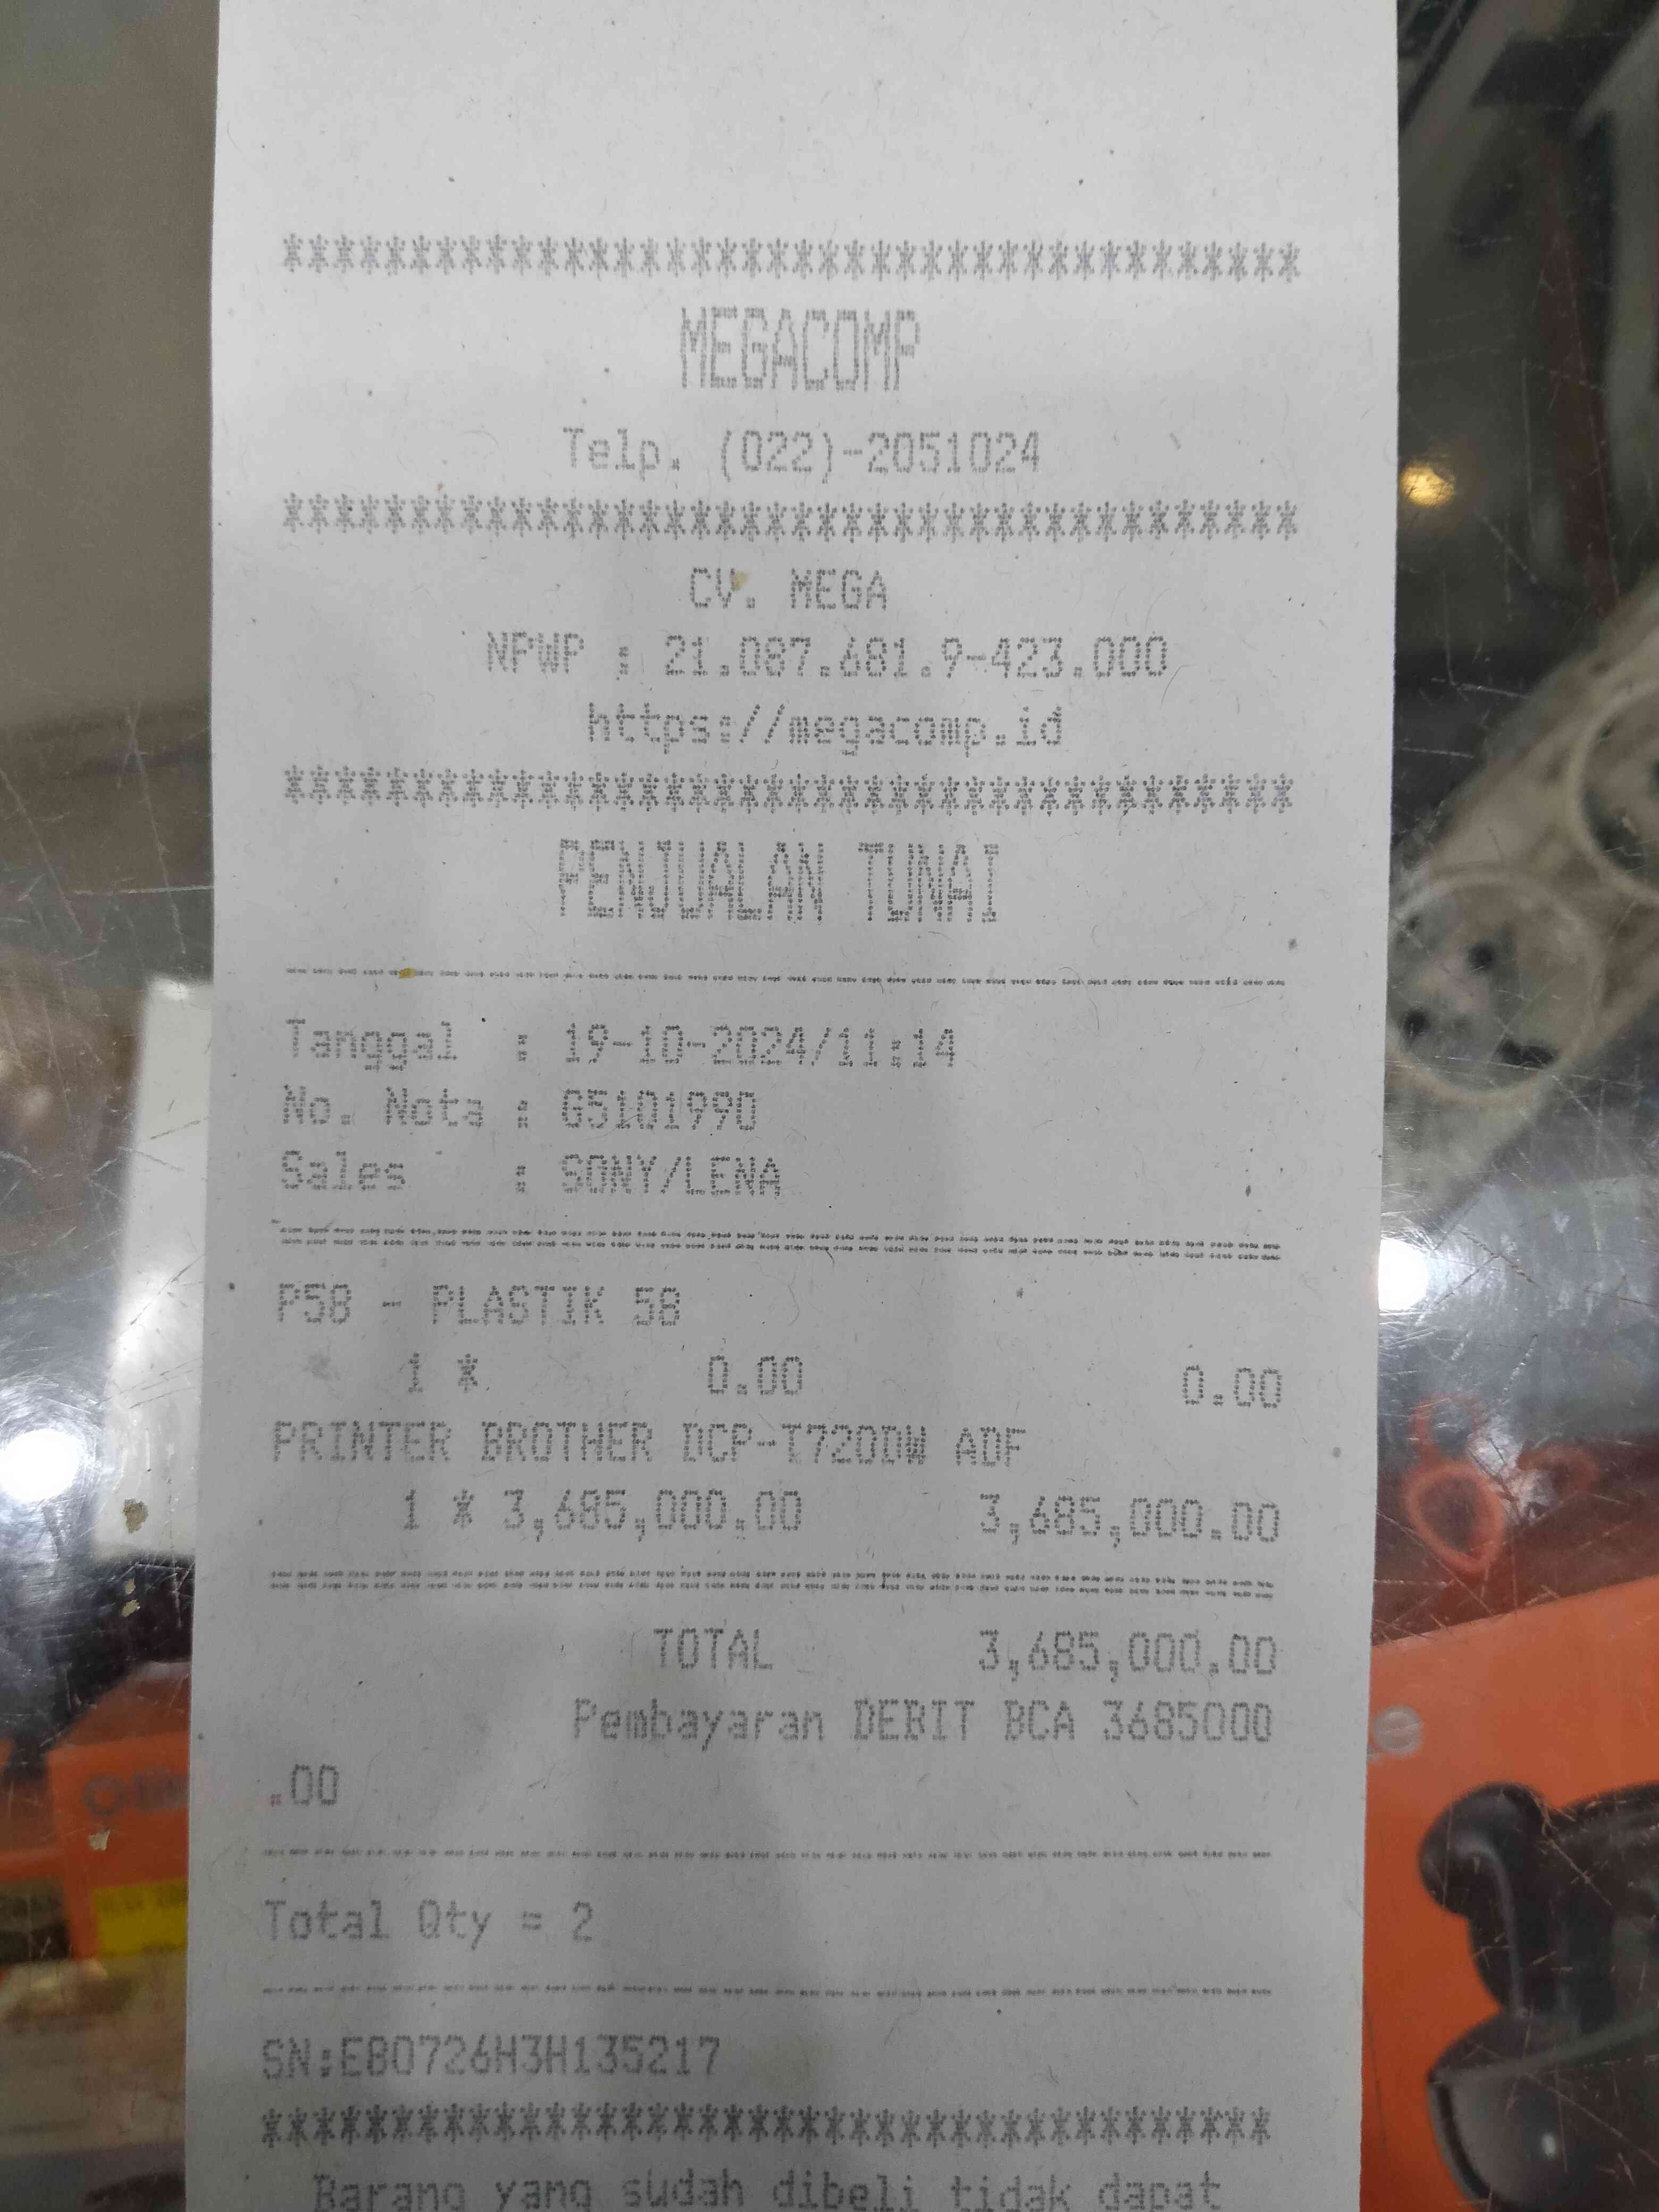 ****************************************
MEGACOMP
Telp. (022)-2051024
****************************************
CV. MEGA
NPWP : 21.087.681.9-423.000
https://megacomp.id
****************************************
PENJUALAN TUNAI
----------------------------------------
Tanggal : 19-10-2024/11:14
No. Nota :
Sales : SONY/LENA
========================================
P58 - PLASTIK 58
1 * 0.00 0.00
PRINTER BROTHER DCP-T720DW ADF
1 * 3,685,000.00 3,685,000.00
========================================
TOTAL 3,685,000.00
Pembayaran DEBIT BCA 3685000
.00
----------------------------------------
Total Qty = 2
----------------------------------------
SN:E80726H3H135217
****************************************
Barang yang sudah dibeli tidak dapat